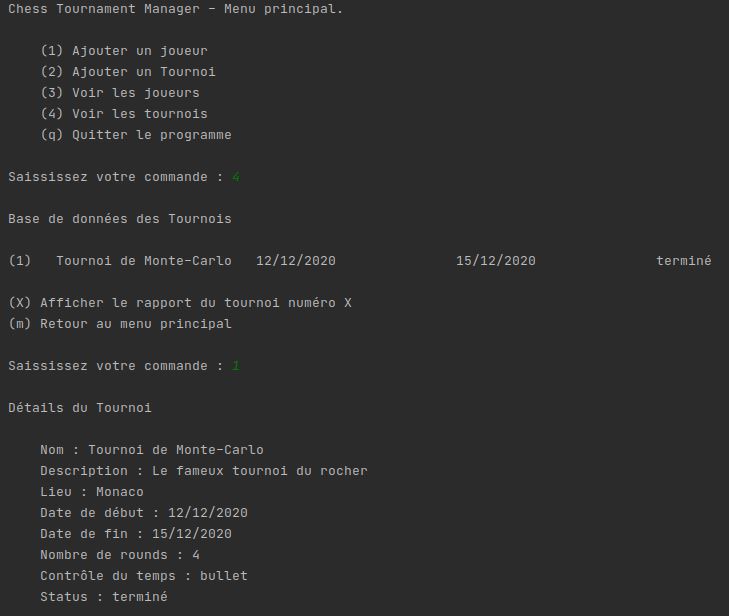 Chess Tournament Manager - Menu principal.
(1) Ajouter un joueur
(2) Ajouter un Tournoi
(3) Voir les joueurs
(4) Voir les tournois
(q) Quitter le programme
Saississez votre commande : 4
Base de données des Tournois
(1) Tournoi de Monte-Carlo 12/12/2020 15/12/2020 terminé
(X) Afficher le rapport du tournoi numéro X
(m) Retour au menu principal
Saississez votre commande : 1
Détails du Tournoi
Nom : Tournoi de Monte-Carlo
Description : Le fameux tournoi du rocher
Lieu : Monaco
Date de début : 12/12/2020
Date de fin : 15/12/2020
Nombre de rounds : 4
Contrôle du temps : bullet
Status : terminé